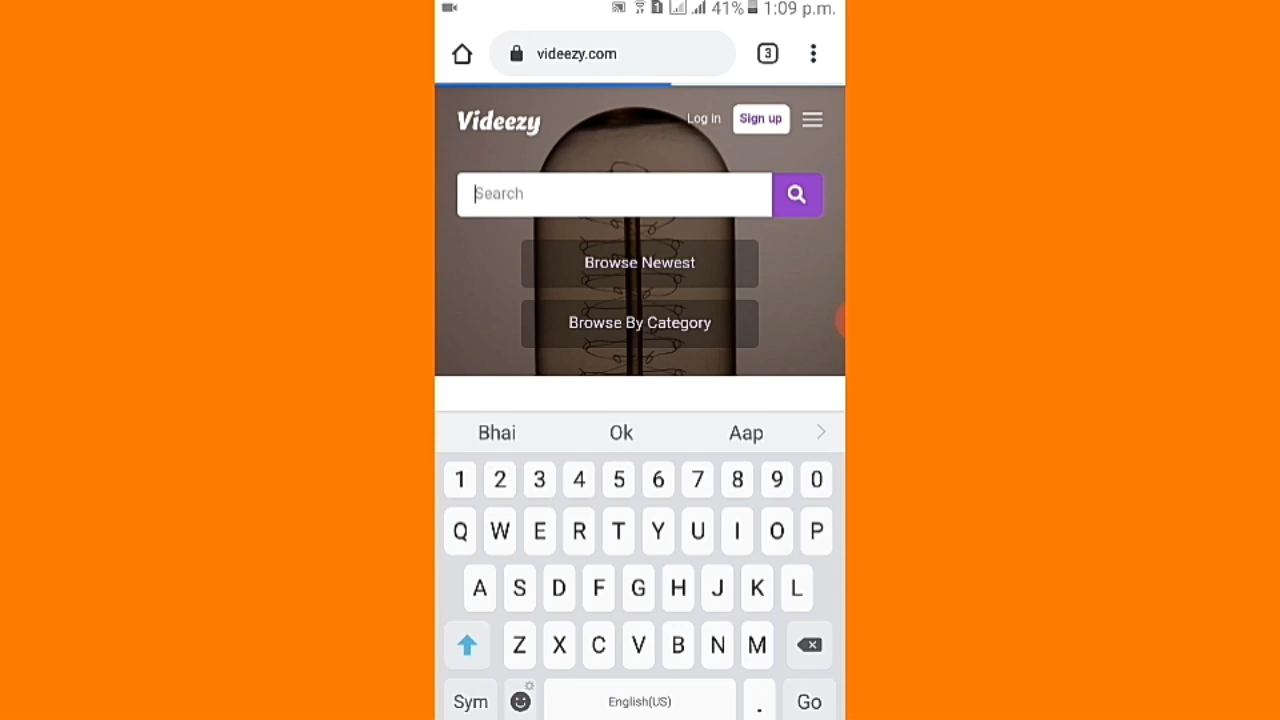 41% 1:09 p.m.
videezy.com 3
Videezy Log in Sign up
Search
Browse Newest
Browse By Category
Bhai Ok Aap
1 2 3 4 5 6 7 8 9 0
Q W E R T Y U I O P
A S D F G H J K L
Z X C V B N M
Sym English(US) . Go